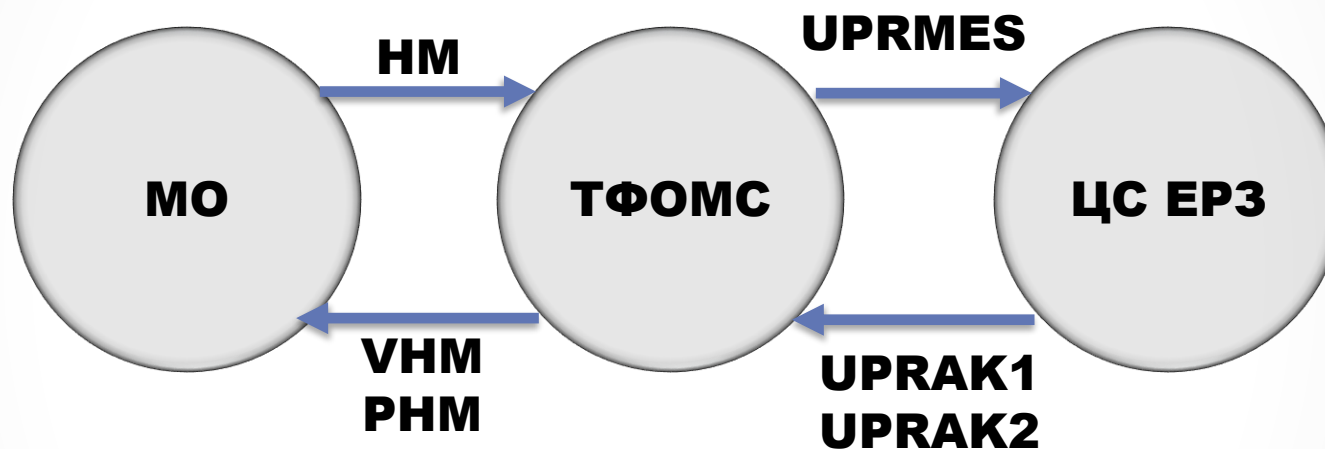 HM
UPRMES
МО
ТФОМС
ЦС ЕРЗ
VHM
PHM
UPRAK1
UPRAK2